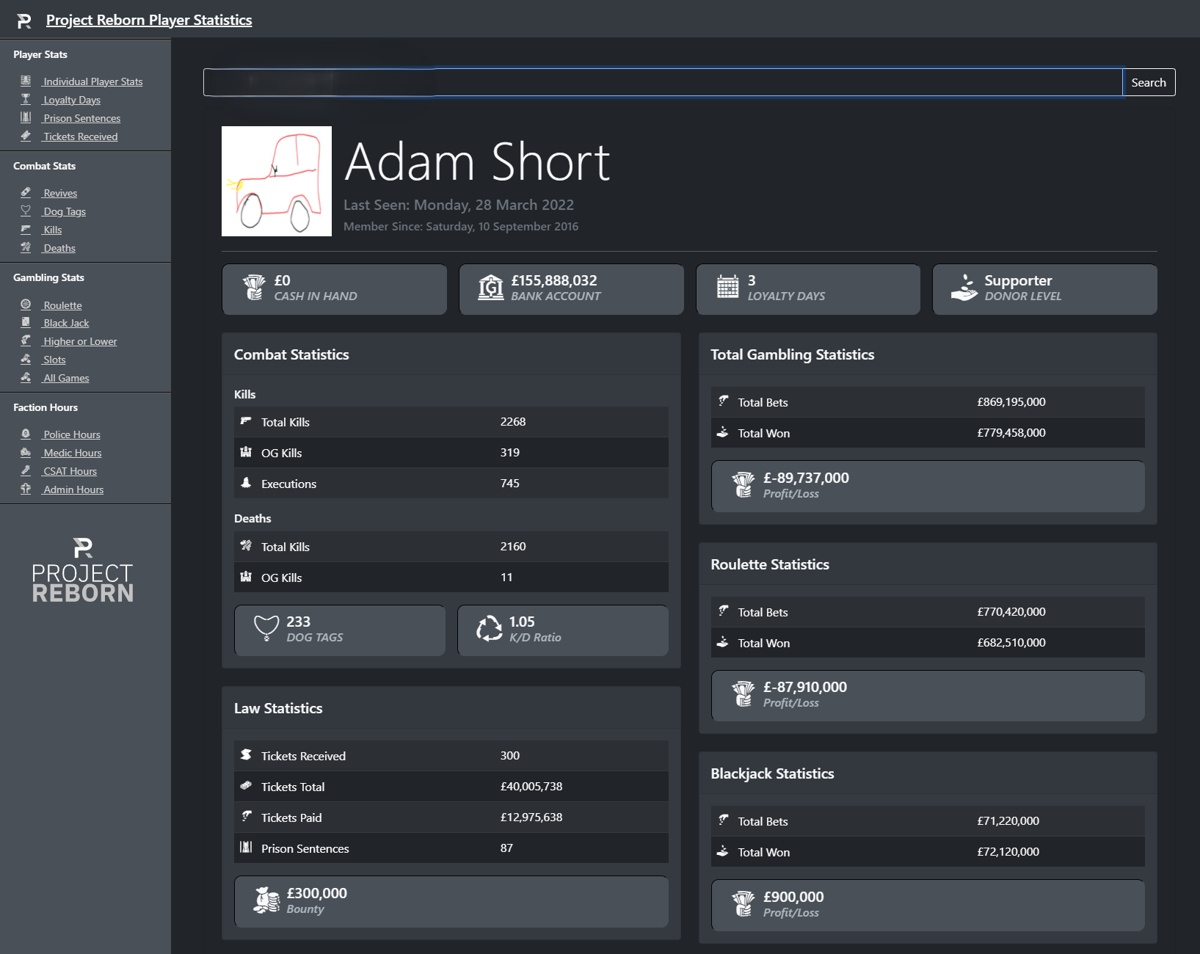 Project Reborn Player Statistics
Player Stats
Individual Player Stats
Loyalty Days
Prison Sentences
Tickets Received
Combat Stats
Revives
Dog Tags
Kills
Deaths
Gambling Stats
Roulette
Black Jack
Higher or Lower
Slots
All Games
Faction Hours
Police Hours
Medic Hours
CSAT Hours
Admin Hours
PROJECT
REBORN
Search
Adam Short
Last Seen: Monday, 28 March 2022
Member Since: Saturday, 10 September 2016
£0
CASH IN HAND
£155,888,032
BANK ACCOUNT
3
LOYALTY DAYS
Supporter
DONOR LEVEL
Combat Statistics
Kills
Total Kills 2268
OG Kills 319
Executions 745
Deaths
Total Kills 2160
OG Kills 11
233
DOG TAGS
1.05
K/D Ratio
Law Statistics
Tickets Received 300
Tickets Total £40,005,738
Tickets Paid £12,975,638
Prison Sentences 87
£300,000
Bounty
Total Gambling Statistics
Total Bets £869,195,000
Total Won £779,458,000
£-89,737,000
Profit/Loss
Roulette Statistics
Total Bets £770,420,000
Total Won £682,510,000
£-87,910,000
Profit/Loss
Blackjack Statistics
Total Bets £71,220,000
Total Won £72,120,000
£900,000
Profit/Loss